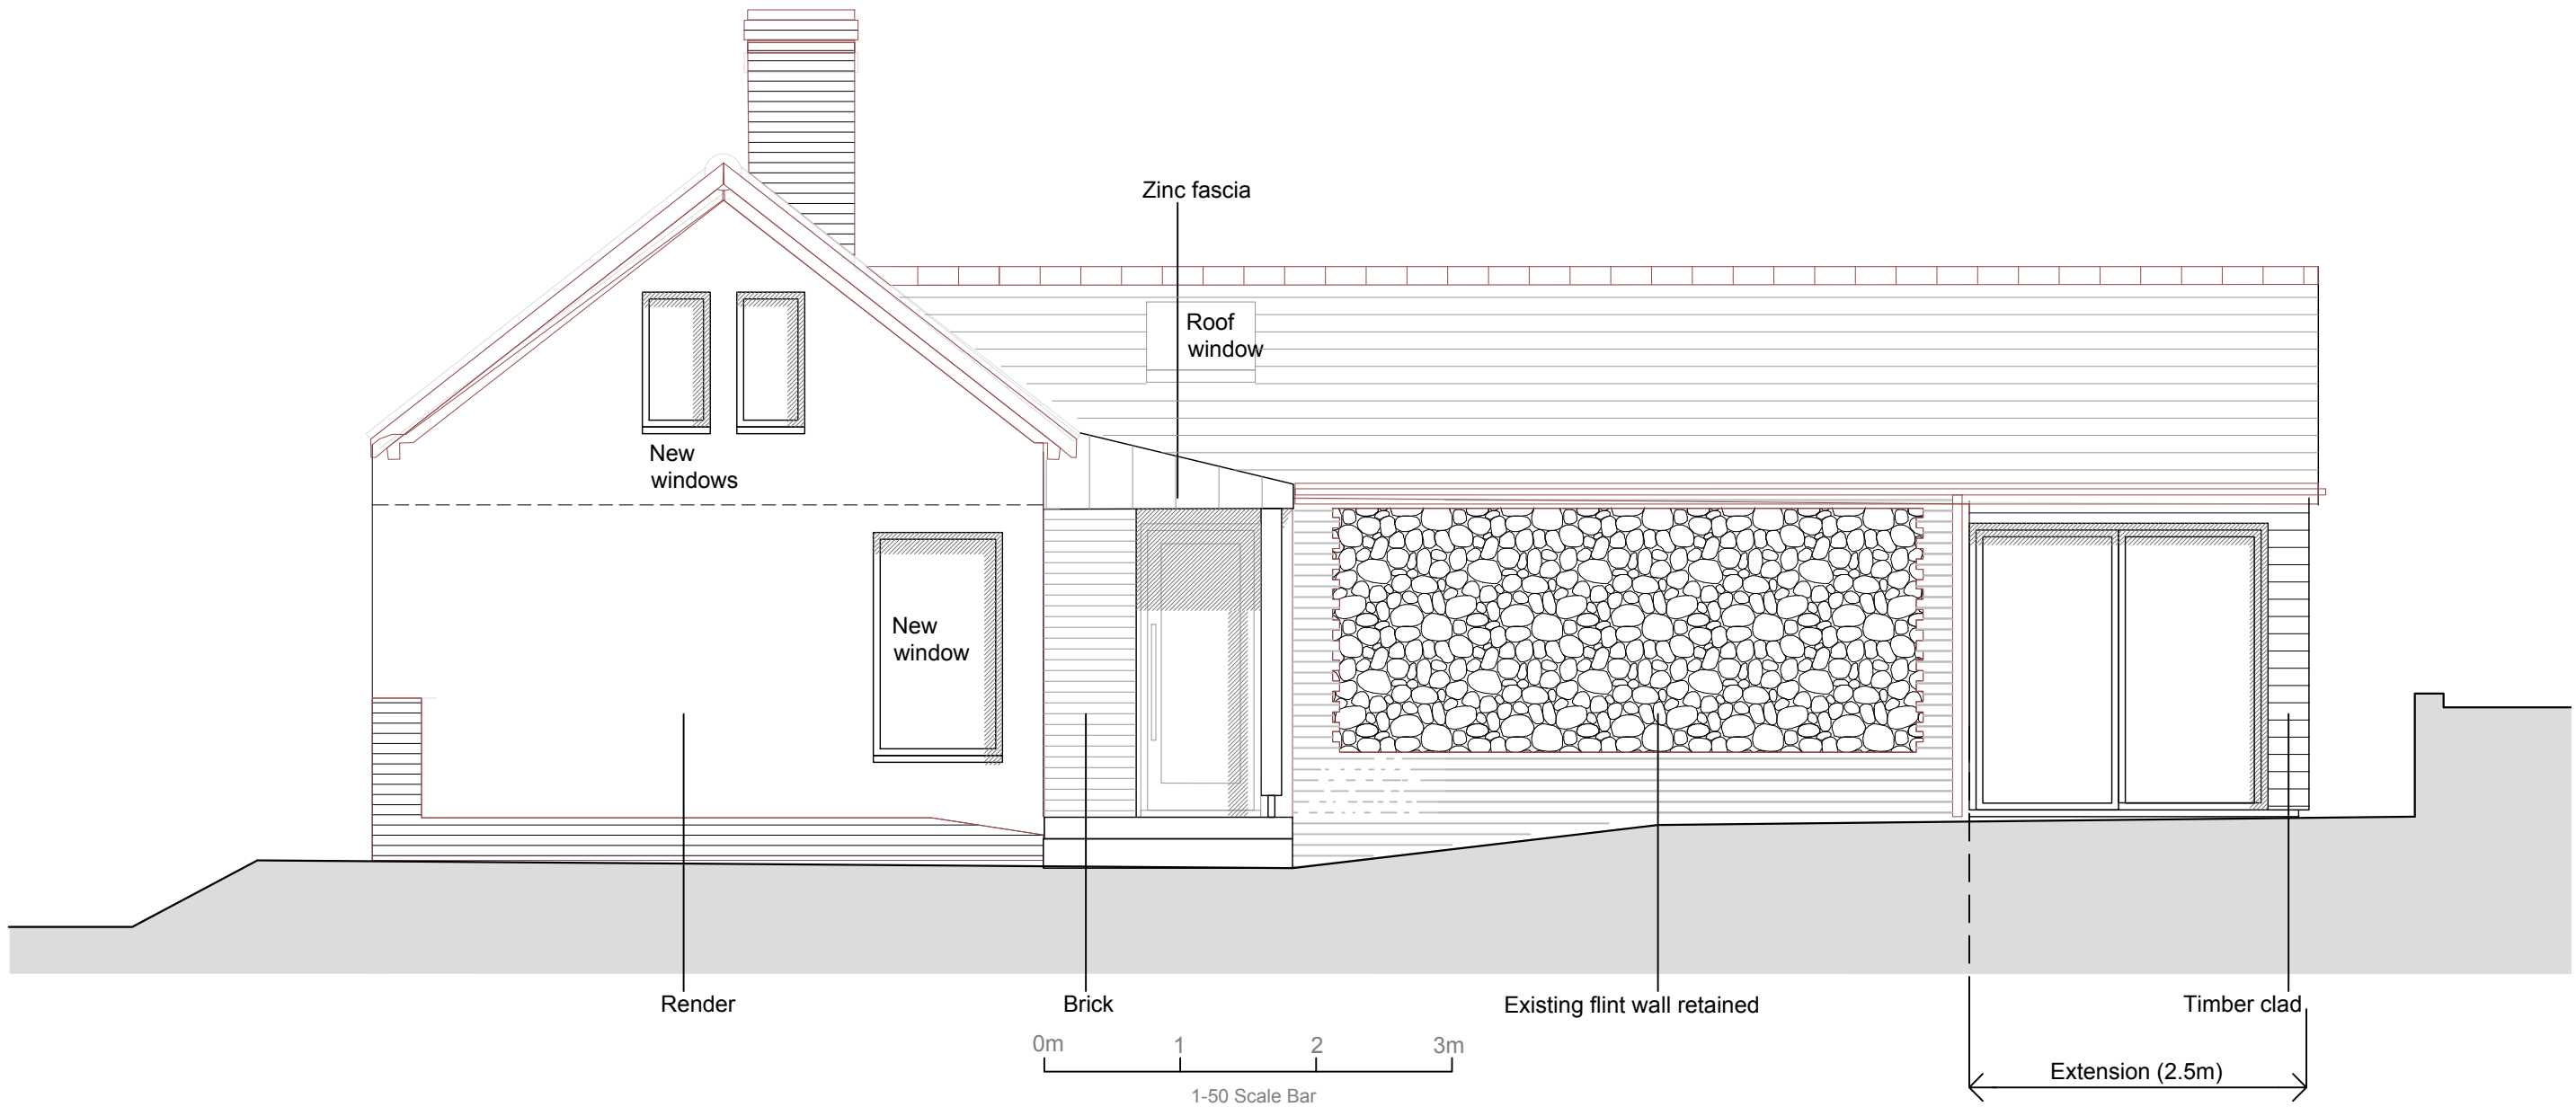 Zinc fascia
Roof
window
New
windows
New
window
Render
Brick
Existing flint wall retained
Timber clad
0m 1 2 3m
1-50 Scale Bar
Extension (2.5m)